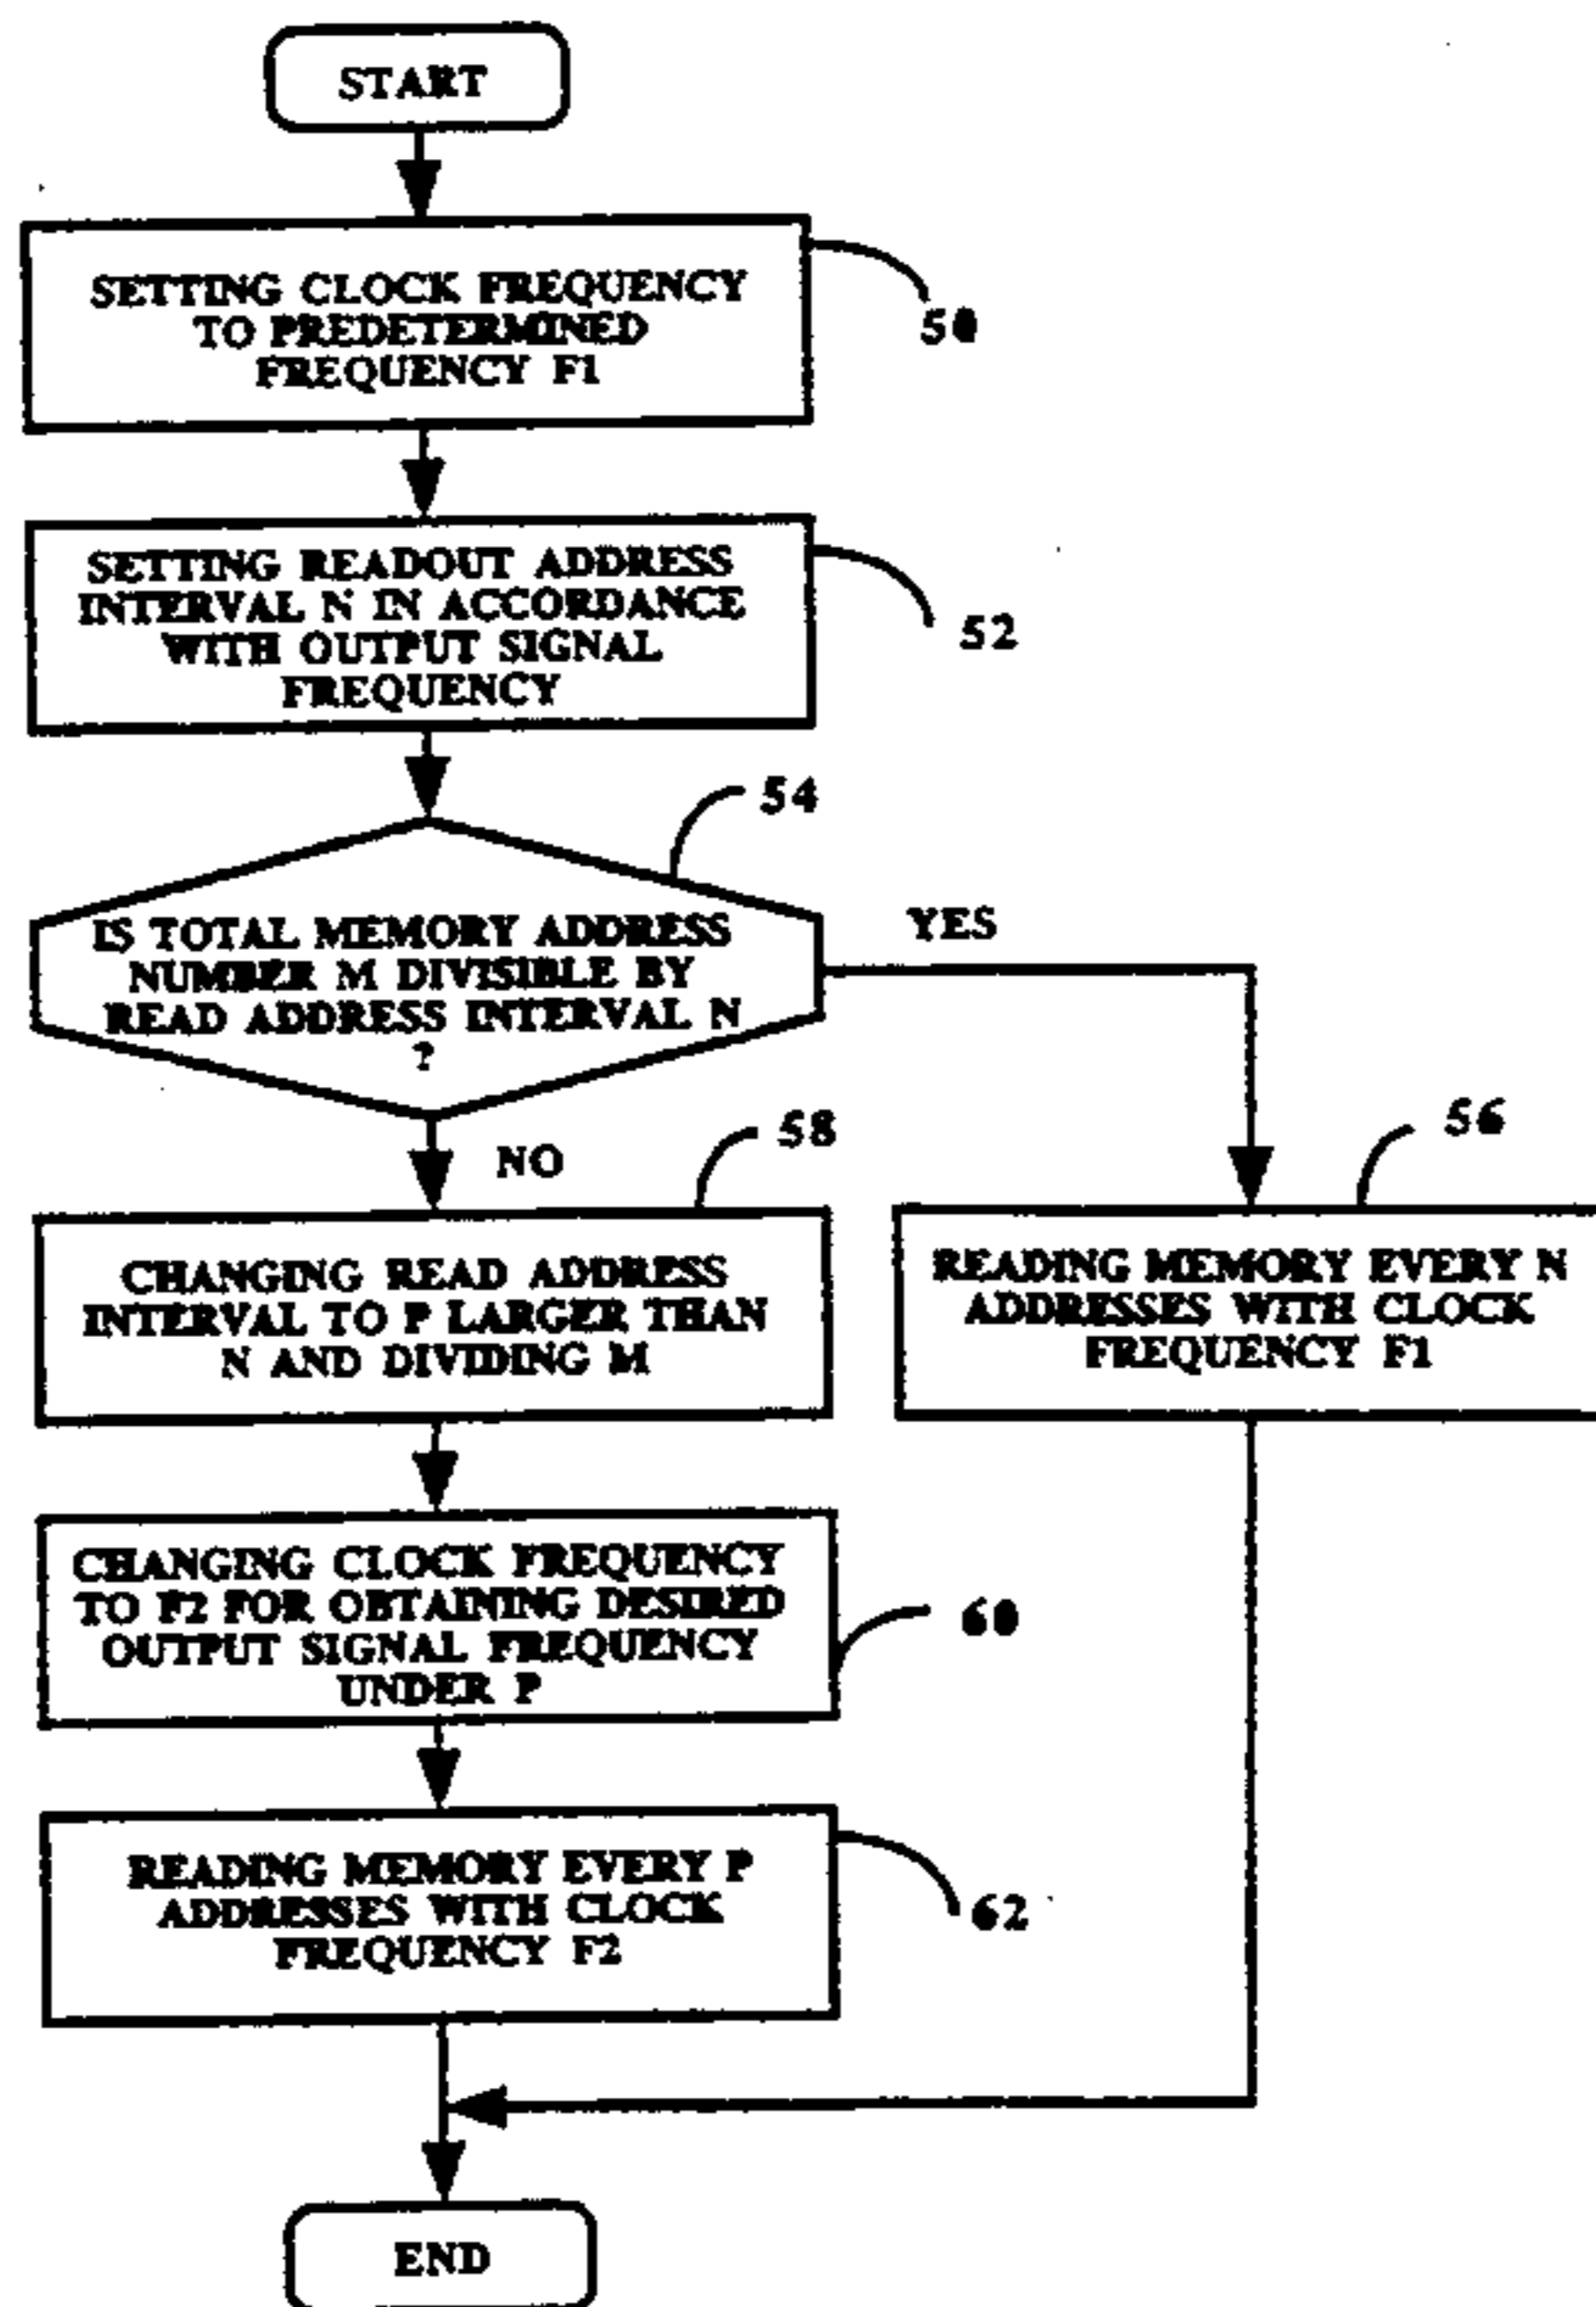 START
SETTING CLOCK FREQUENCY
TO PREDETERMINED
FREQUENCY F1
50
SETTING READOUT ADDRESS
INTERVAL N IN ACCORDANCE
WITH OUTPUT SIGNAL
FREQUENCY
52
54
IS TOTAL MEMORY ADDRESS
NUMBER M DIVISIBLE BY
READ ADDRESS INTERVAL N
?
YES
NO
58
56
CHANGING READ ADDRESS
INTERVAL TO P LARGER THAN
N AND DIVIDING M
READING MEMORY EVERY N
ADDRESSES WITH CLOCK
FREQUENCY F1
CHANGING CLOCK FREQUENCY
TO F2 FOR OBTAINING DESIRED
OUTPUT SIGNAL FREQUENCY
UNDER P
60
READING MEMORY EVERY P
ADDRESSES WITH CLOCK
FREQUENCY F2
62
END